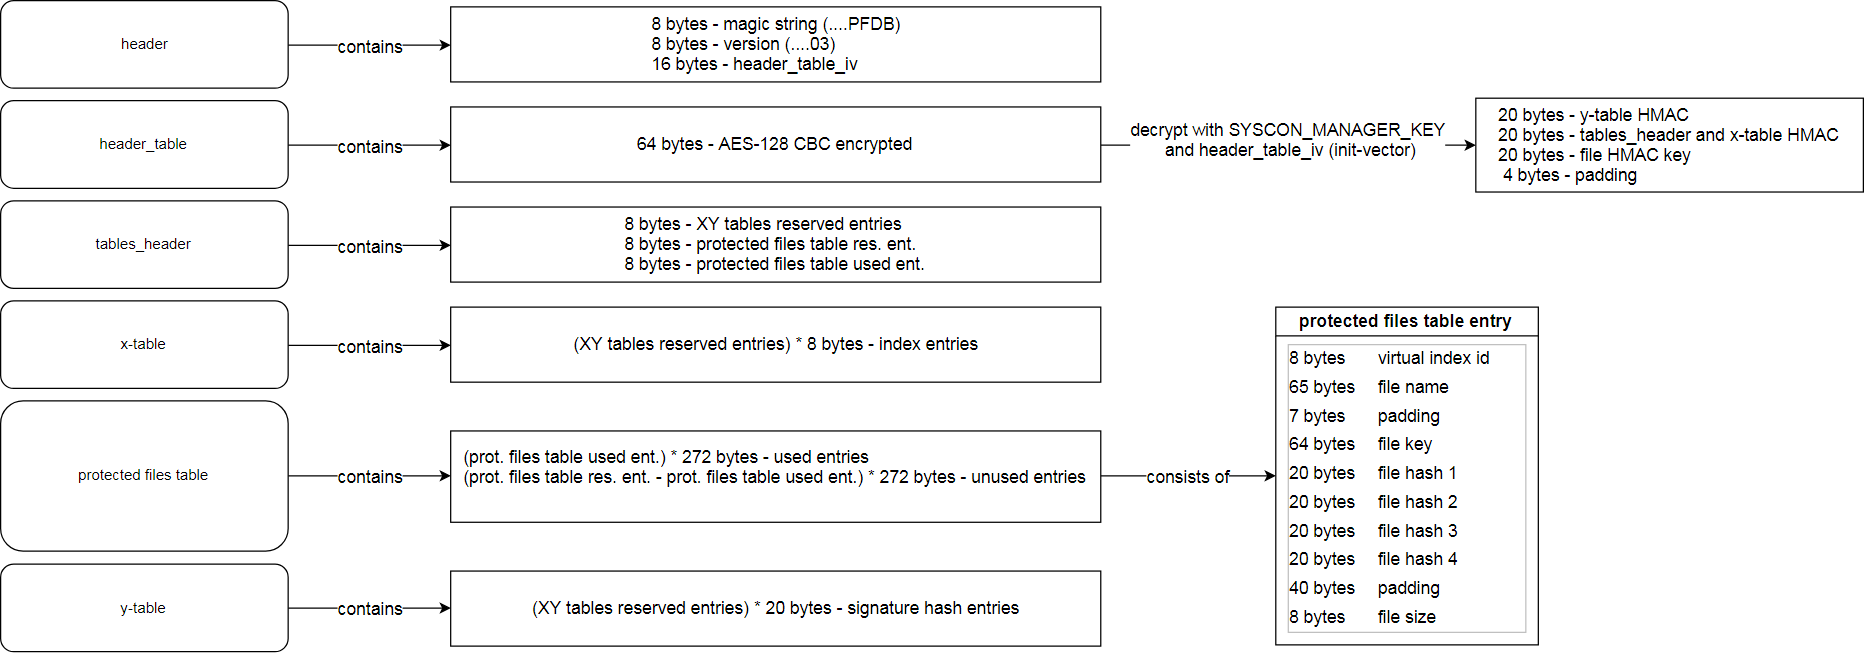 header
contains
8 bytes - magic string (....PFDB)
8 bytes - version (....03)
16 bytes - header_table_iv
header_table
contains
64 bytes - AES-128 CBC encrypted
decrypt with SYSCON_MANAGER_KEY
and header_table_iv (init-vector)
20 bytes - y-table HMAC
20 bytes - tables_header and x-table HMAC
20 bytes - file HMAC key
4 bytes - padding
tables_header
contains
8 bytes - XY tables reserved entries
8 bytes - protected files table res. ent.
8 bytes - protected files table used ent.
x-table
contains
(XY tables reserved entries) * 8 bytes - index entries
protected files table
contains
(prot. files table used ent.) * 272 bytes - used entries
(prot. files table res. ent. - prot. files table used ent.) * 272 bytes - unused entries
consists of
protected files table entry
8 bytes virtual index id
65 bytes file name
7 bytes padding
64 bytes file key
20 bytes file hash 1
20 bytes file hash 2
20 bytes file hash 3
20 bytes file hash 4
40 bytes padding
8 bytes file size
y-table
contains
(XY tables reserved entries) * 20 bytes - signature hash entries